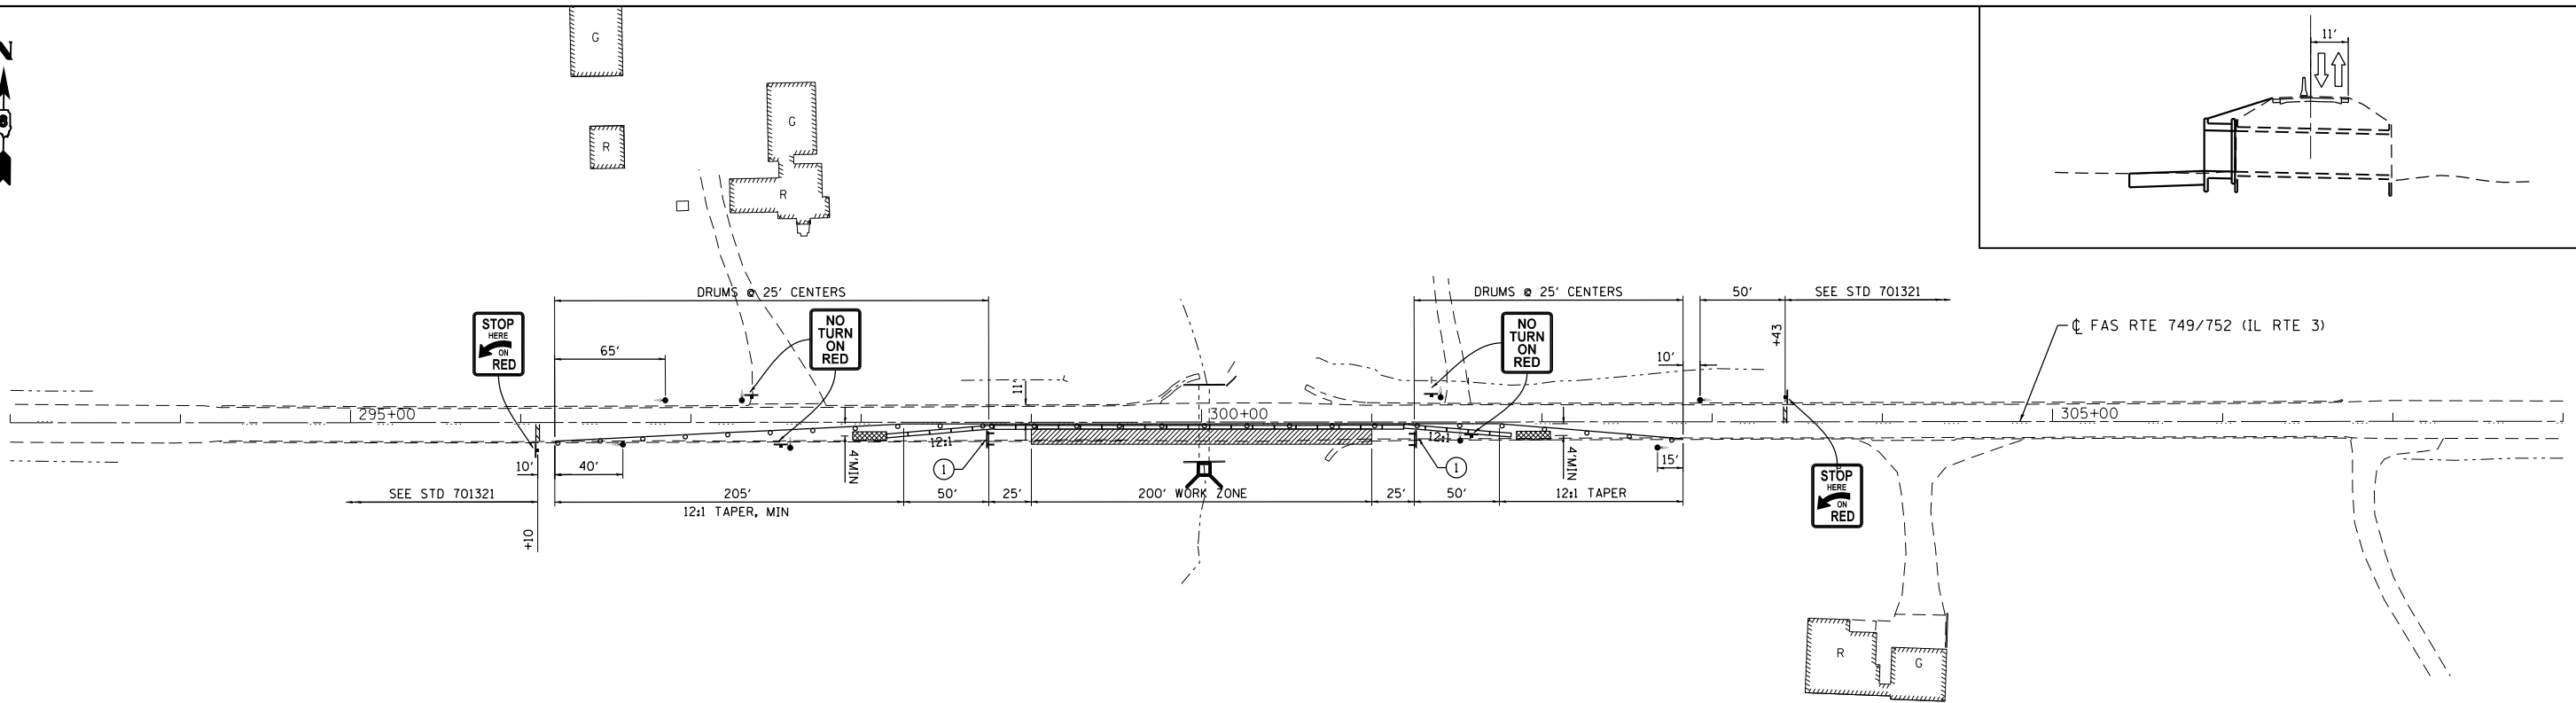 N
G
R
G
R
11'
DRUMS @ 25' CENTERS
DRUMS @ 25' CENTERS
50'
SEE STD 701321
STOP
HERE
ON
RED
NO
TURN
ON
RED
NO
TURN
ON
RED
65'
10'
+43
℄ FAS RTE 749/752 (IL RTE 3)
11'
295+00
300+00
305+00
12:1
12:1
1
1
4'MIN
4'MIN
10'
40'
15'
SEE STD 701321
205'
50'
25'
200' WORK ZONE
25'
50'
12:1 TAPER
12:1 TAPER, MIN
+10
STOP
HERE
ON
RED
R
G